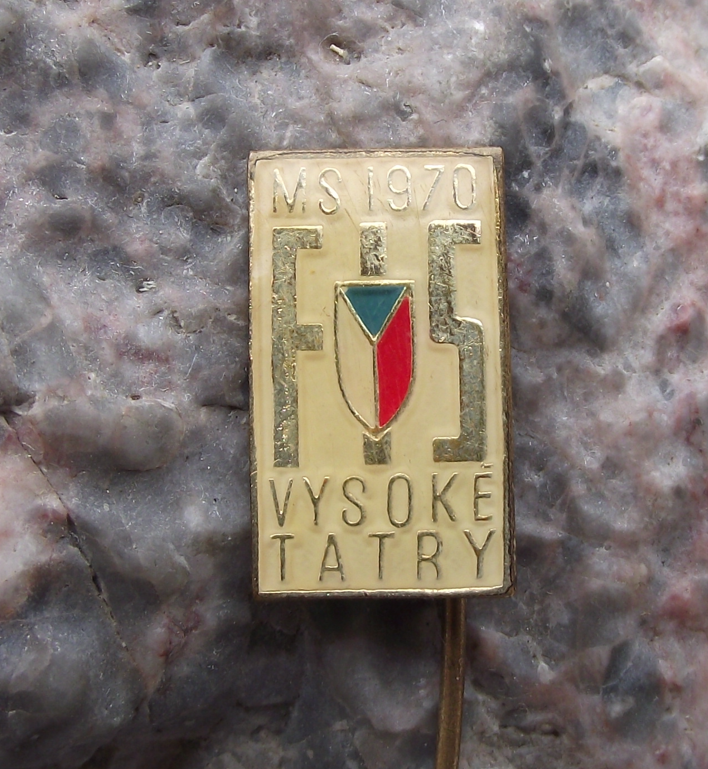 MS 1970
FIS
VYSOKÉ
TATRY